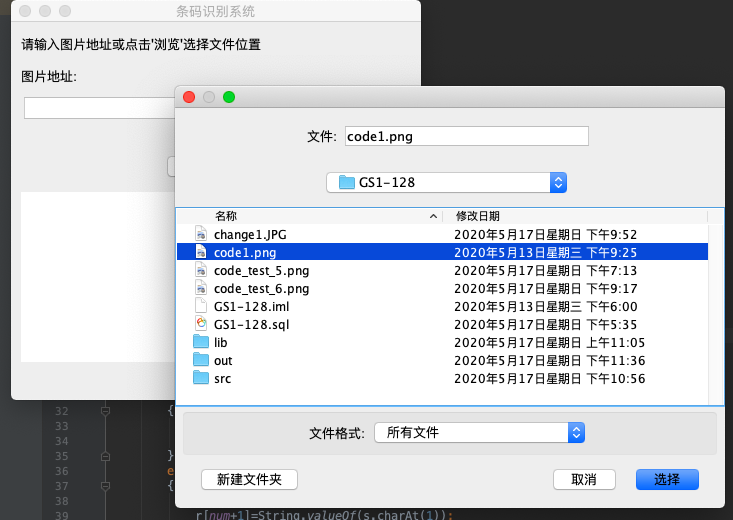 条码识别系统
请输入图片地址或点击'浏览'选择文件位置
图片地址:
文件: code1.png
GS1-128
名称 修改日期
change1.JPG 2020年5月17日星期日 下午9:52
code1.png 2020年5月13日星期三 下午9:25
code_test_5.png 2020年5月17日星期日 下午7:13
code_test_6.png 2020年5月17日星期日 下午9:17
GS1-128.iml 2020年5月13日星期三 下午6:00
GS1-128.sql 2020年5月17日星期日 下午5:35
lib 2020年5月17日星期日 上午11:05
out 2020年5月17日星期日 下午11:36
src 2020年5月17日星期日 下午10:56
文件格式: 所有文件
新建文件夹 取消 选择
32 {
33
34
35 }
36 e
37 {
38
39 r[num+1]=String.valueOf(s.charAt(1));